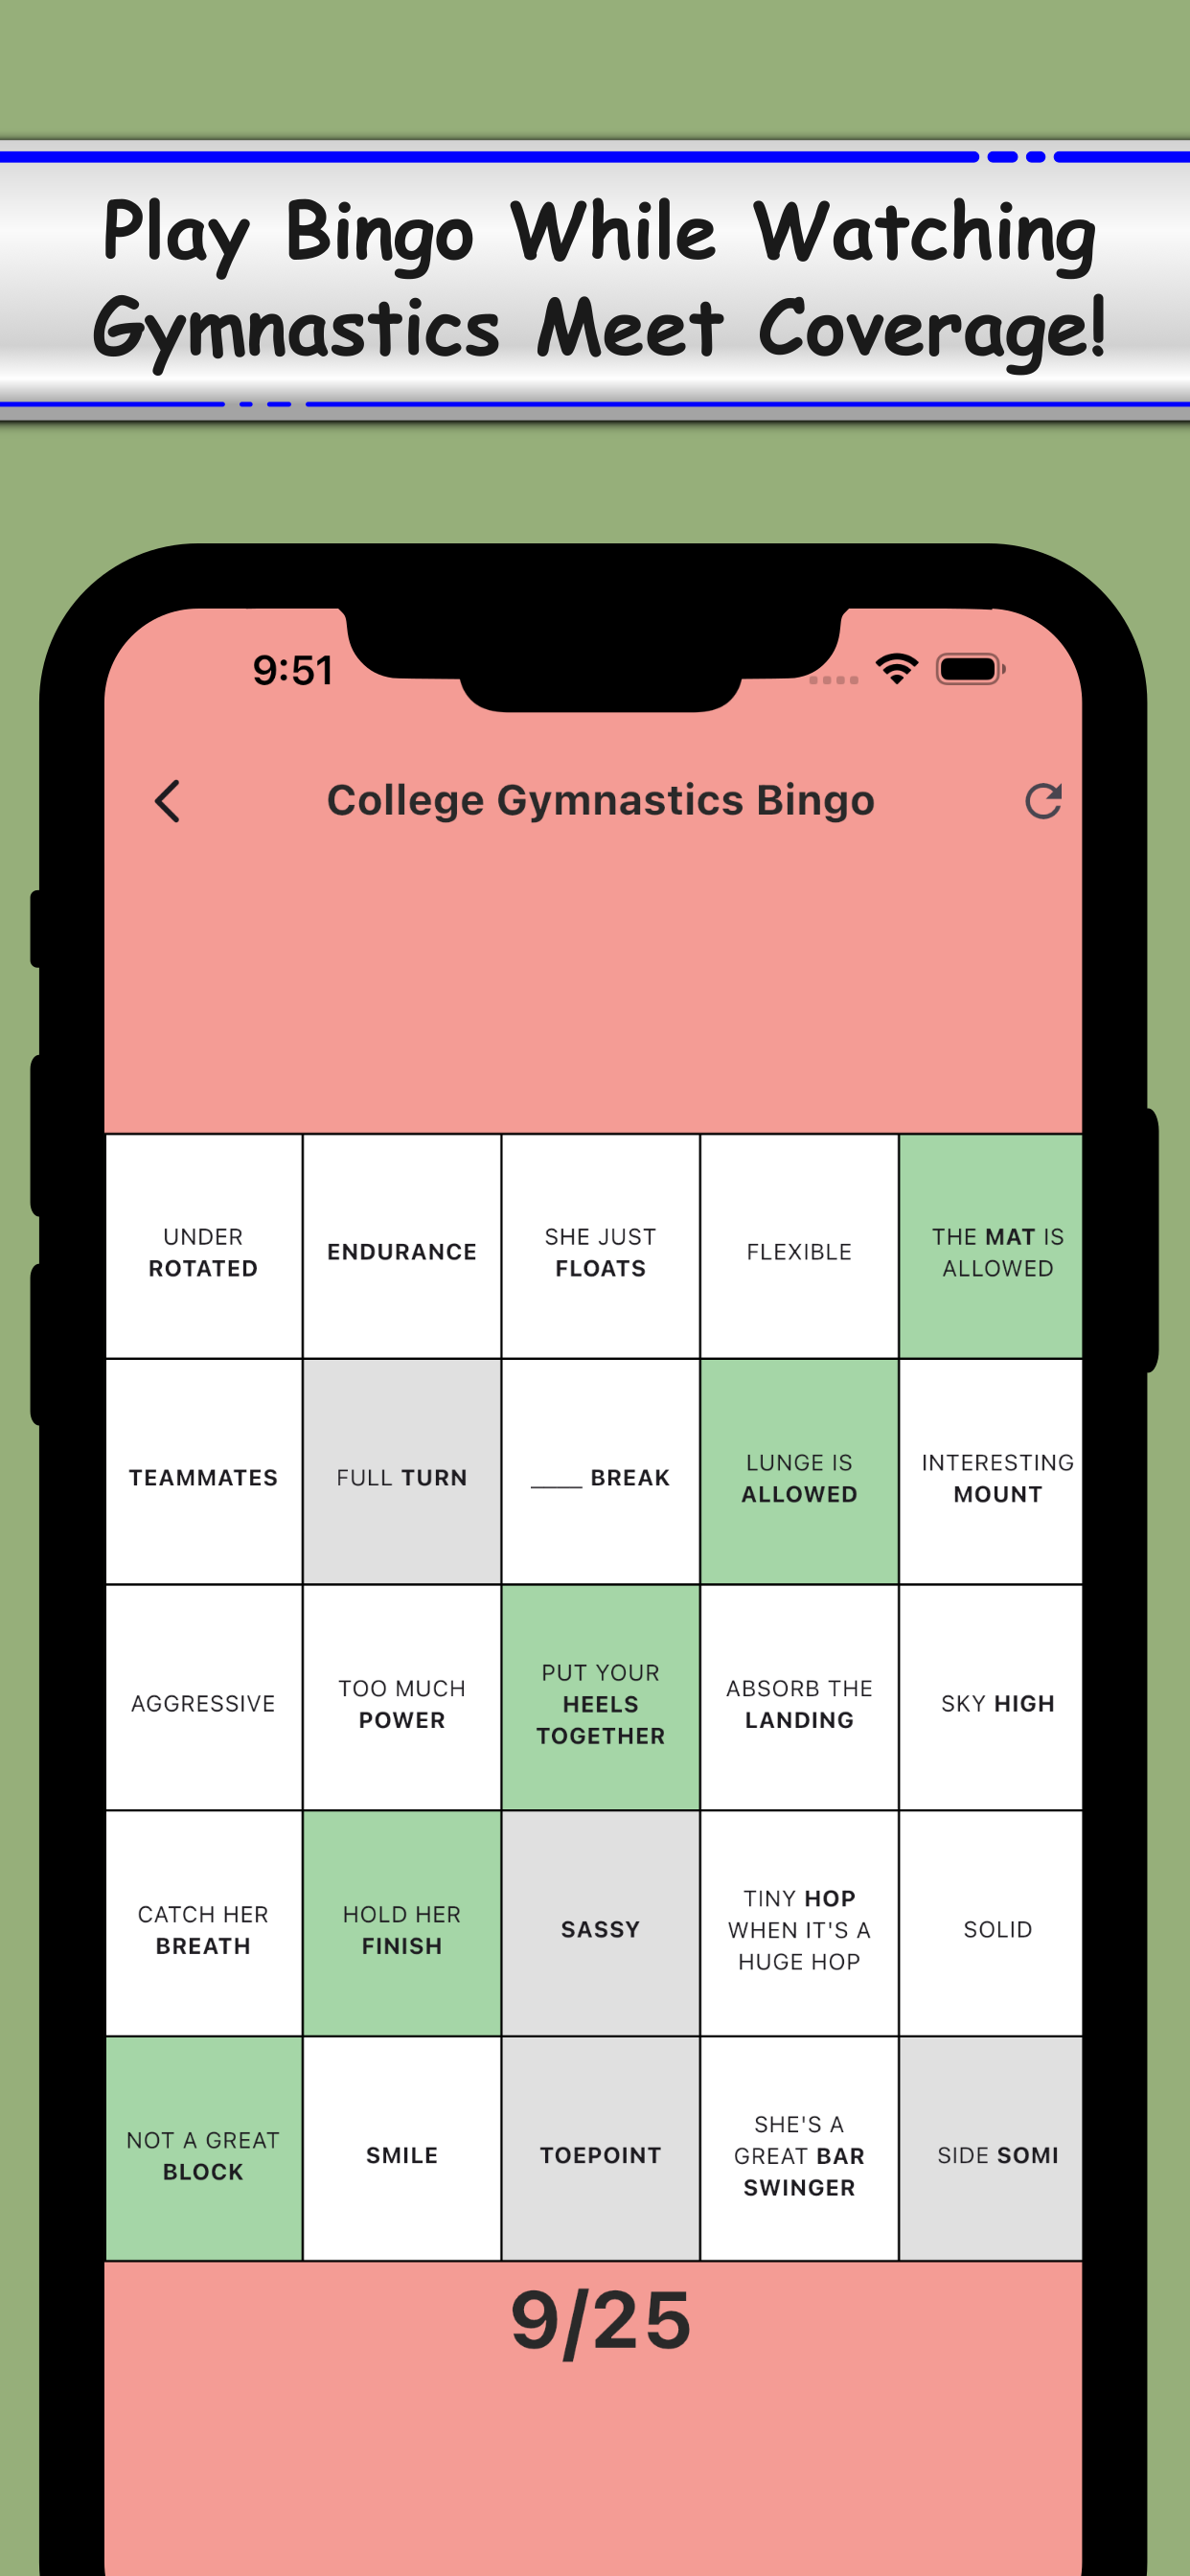 Play Bingo While Watching
Gymnastics Meet Coverage!
9:51
College Gymnastics Bingo
UNDER
ROTATED
ENDURANCE
SHE JUST
FLOATS
FLEXIBLE
THE MAT IS
ALLOWED
TEAMMATES
FULL TURN
____ BREAK
LUNGE IS
ALLOWED
INTERESTING
MOUNT
AGGRESSIVE
TOO MUCH
POWER
PUT YOUR
HEELS
TOGETHER
ABSORB THE
LANDING
SKY HIGH
CATCH HER
BREATH
HOLD HER
FINISH
SASSY
TINY HOP
WHEN IT'S A
HUGE HOP
SOLID
NOT A GREAT
BLOCK
SMILE
TOEPOINT
SHE'S A
GREAT BAR
SWINGER
SIDE SOMI
9/25